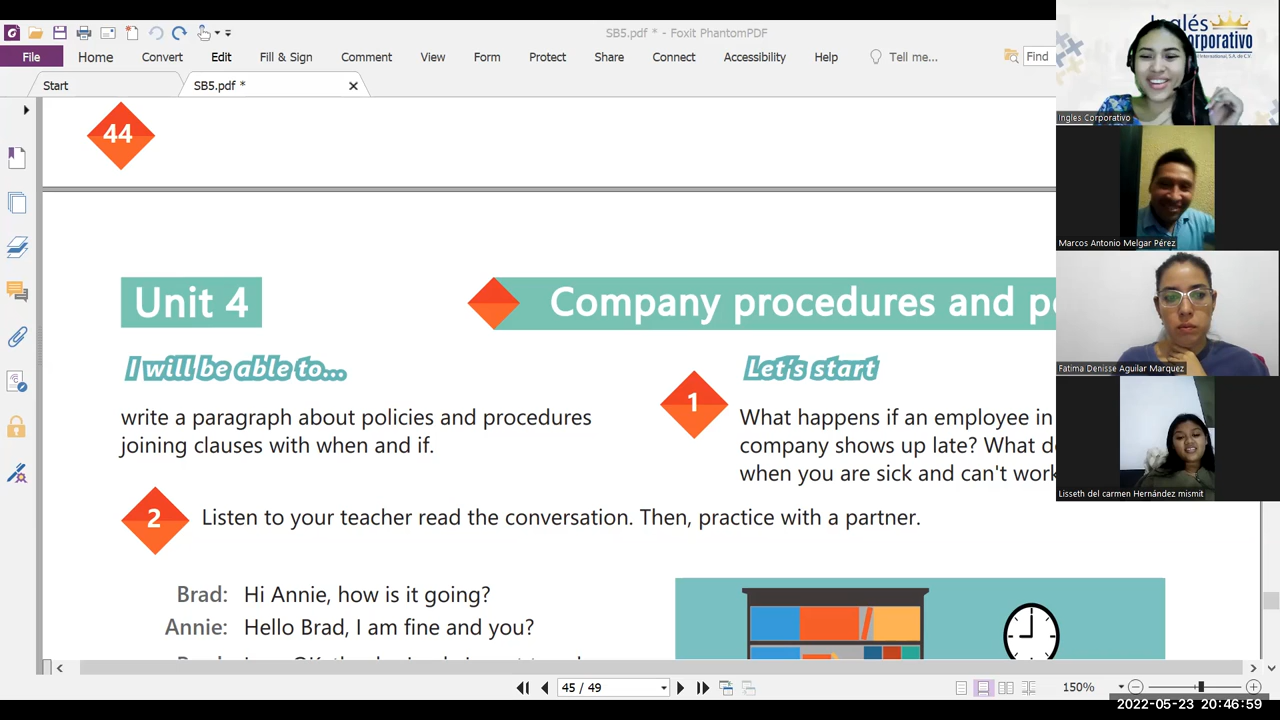 SB5.pdf * - Foxit PhantomPDF
File Home Convert Edit Fill & Sign Comment View Form Protect Share Connect Accessibility Help Tell me... Find
Start SB5.pdf *
Inglés
Corporativo
Ingles Corporativo
44
Marcos Antonio Melgar Pérez
Unit 4
Company procedures and
I will be able to...
write a paragraph about policies and procedures
joining clauses with when and if.
Let's start
1
What happens if an employee in
company shows up late? What
when you are sick and can't work
Fatima Denisse Aguilar Marquez
Lisseth del carmen Hernández mismit
2
Listen to your teacher read the conversation. Then, practice with a partner.
Brad: Hi Annie, how is it going?
Annie: Hello Brad, I am fine and you?
45 / 49
150%
2022-05-23 20:46:59